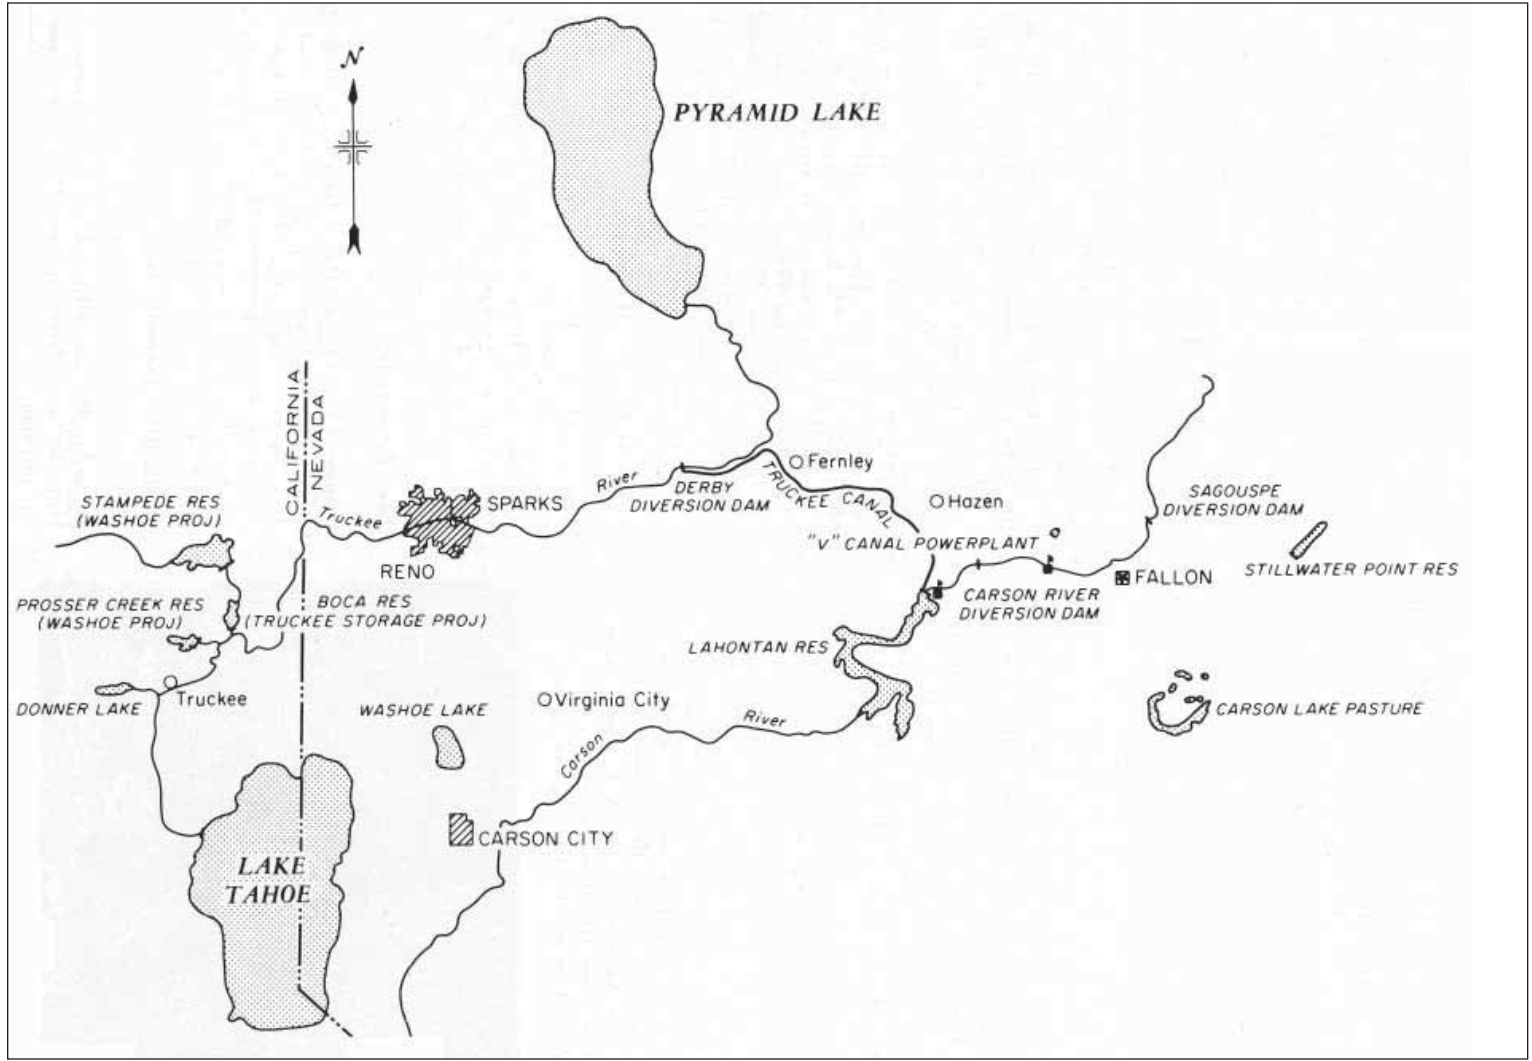 N
PYRAMID LAKE
CALIFORNIA
NEVADA
STAMPEDE RES
(WASHOE PROJ)
Truckee
SPARKS
River
DERBY
DIVERSION DAM
TRUCKEE CANAL
Fernley
Hazen
SAGOUSPE
DIVERSION DAM
RENO
"V" CANAL POWERPLANT
STILLWATER POINT RES
FALLON
PROSSER CREEK RES
(WASHOE PROJ)
BOCA RES
(TRUCKEE STORAGE PROJ)
CARSON RIVER
DIVERSION DAM
LAHONTAN RES
DONNER LAKE
Truckee
WASHOE LAKE
Virginia City
Carson
River
CARSON LAKE PASTURE
CARSON CITY
LAKE
TAHOE